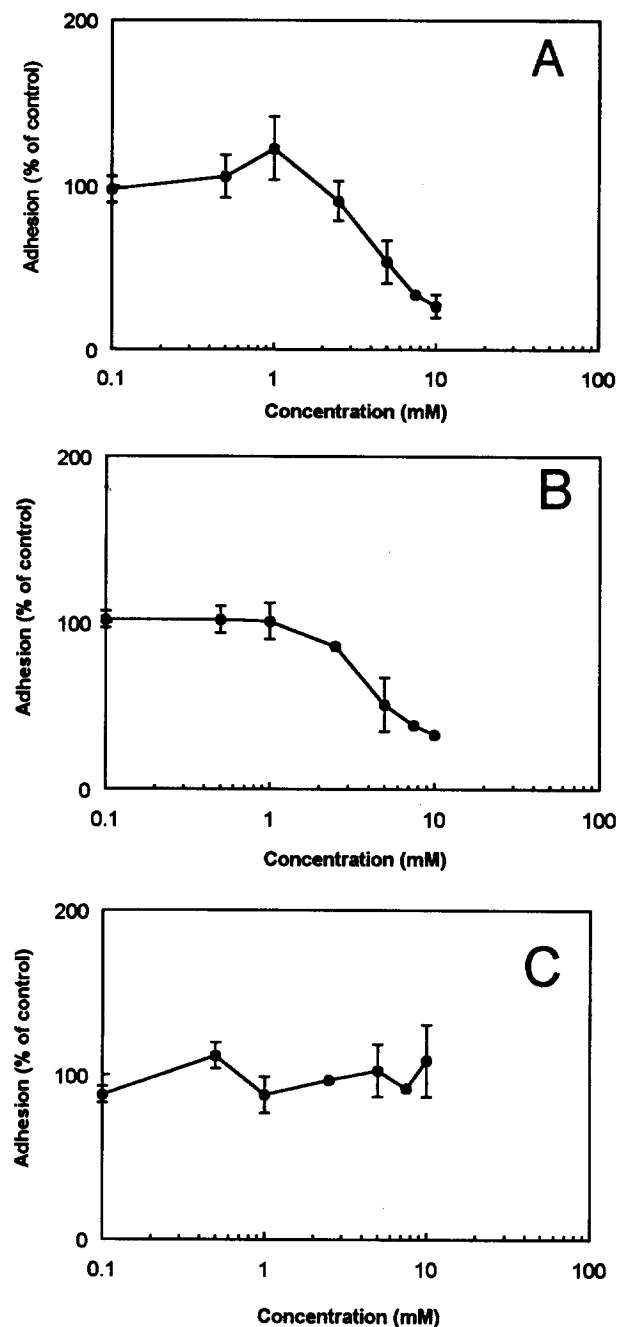 200
A
Adhesion (% of control)
100
0
0.1 1 10 100
Concentration (mM)
200
B
Adhesion (% of control)
100
0
0.1 1 10 100
Concentration (mM)
200
C
Adhesion (% of control)
100
0
0.1 1 10 100
Concentration (mM)